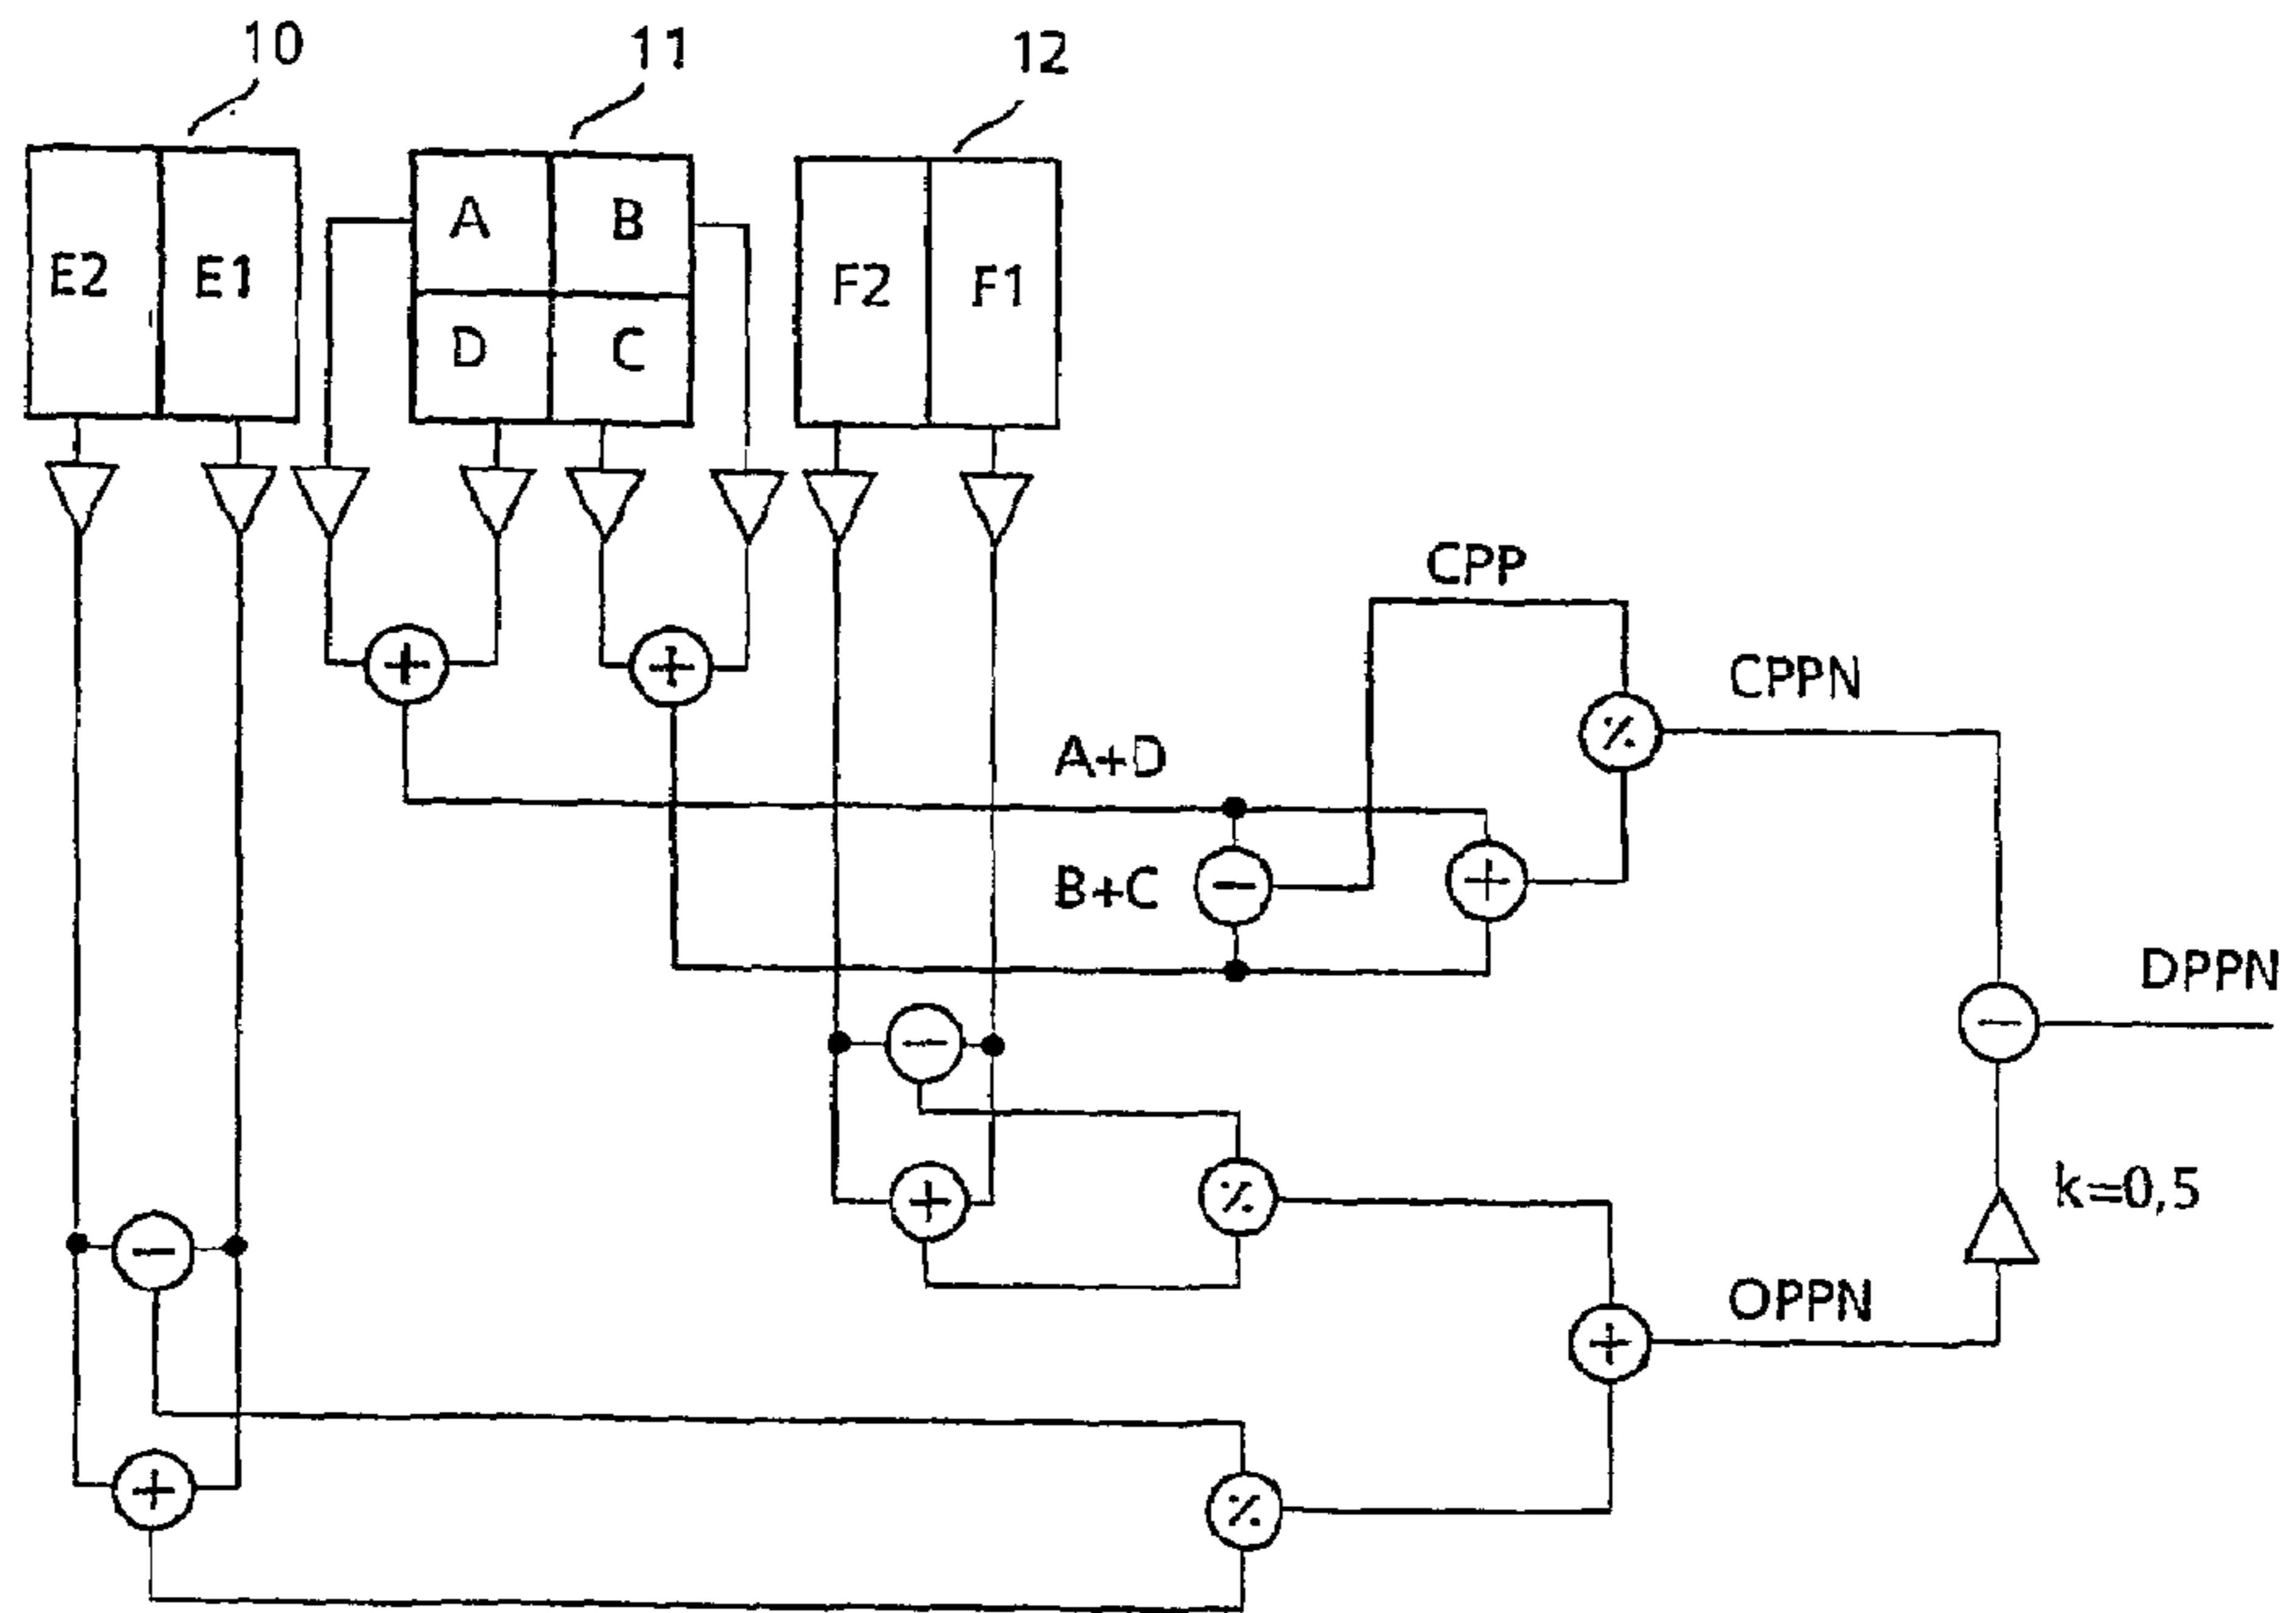 10
11
12
A
B
E2
E1
F2
F1
D
C
+
+
CPP
CPPN
%
A+D
B+C
−
+
DPPN
−
−
k=0,5
+
%
−
OPPN
+
+
%